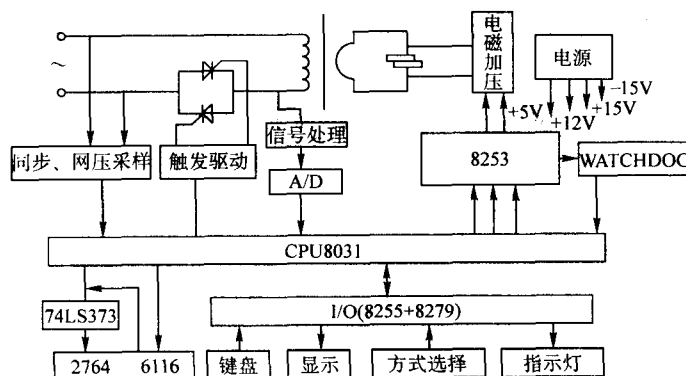 ~
电磁加压
电源
-15V
+5V
+15V
+12V
信号处理
同步、网压采样
触发驱动
8253
WATCHDOG
A/D
CPU8031
74LS373
I/O(8255+8279)
2764 6116
键盘
显示
方式选择
指示灯